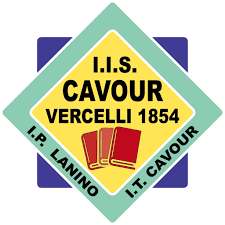 I.I.S.
CAVOUR
VERCELLI 1854
I.P. LANINO
I.T. CAVOUR